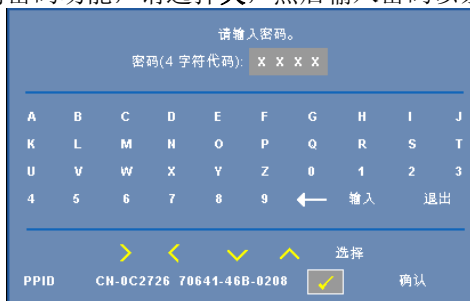 请输入密码。
密码(4 字符代码): X X X X
A B C D E F G H I J
K L M N O P Q R S T
U V W X Y Z 0 1 2 3
4 5 6 7 8 9 ← 输入 退出
选择
PPID CN-0C2726 70641-46B-0208 ✓ 确认